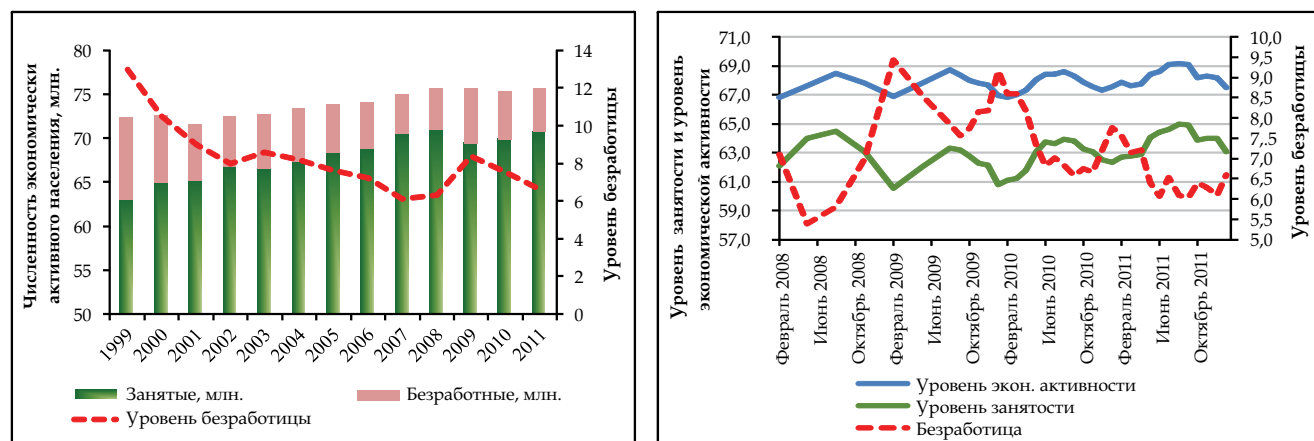 Численность экономически
активного населения, млн.
80
75
70
65
60
55
50
14
12
10
8
6
4
2
0
Уровень безработицы
1999
2000
2001
2002
2003
2004
2005
2006
2007
2008
2009
2010
2011
Занятые, млн.
Безработные, млн.
Уровень безработицы
Уровень занятости и уровень
экономической активности
71,0
69,0
67,0
65,0
63,0
61,0
59,0
57,0
10,0
9,5
9,0
8,5
8,0
7,5
7,0
6,5
6,0
5,5
5,0
Уровень безработицы
Февраль 2008
Июнь 2008
Октябрь 2008
Февраль 2009
Июнь 2009
Октябрь 2009
Февраль 2010
Июнь 2010
Октябрь 2010
Февраль 2011
Июнь 2011
Октябрь 2011
Уровень экон. активности
Уровень занятости
Безработица